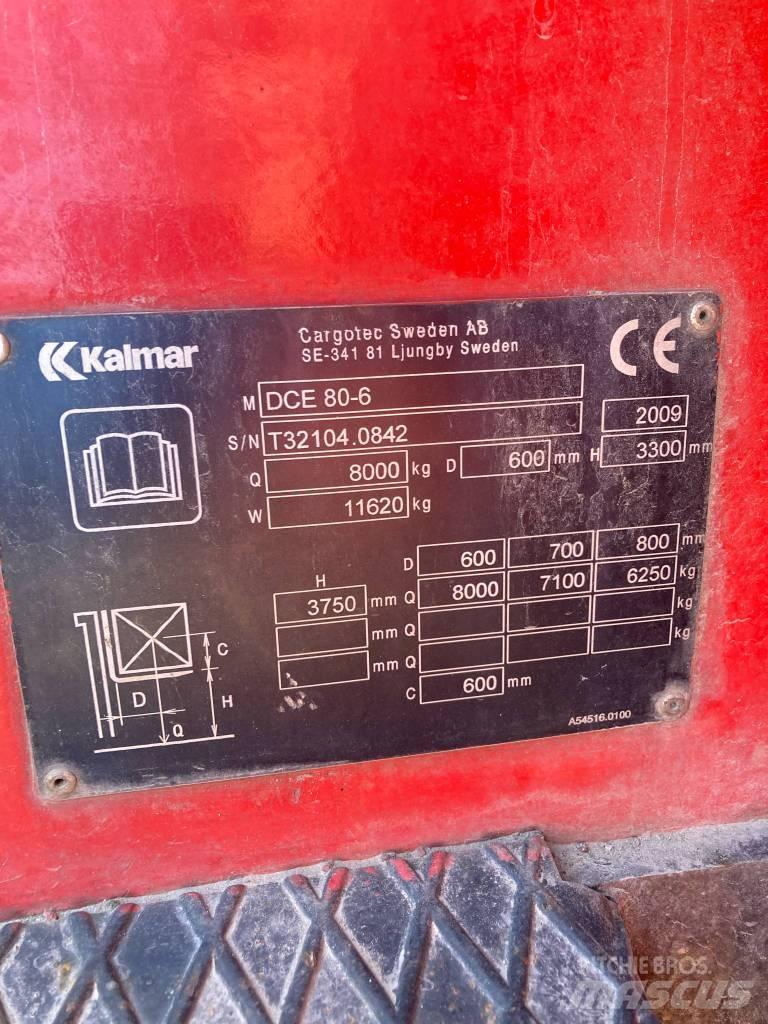 Kalmar
Cargotec Sweden AB
SE-341 81 Ljungby Sweden
CE
M DCE 80-6
S/N T32104.0842 2009
Q 8000 kg D 600 mm H 3300 mm
W 11620 kg
D 600 700 800 mm
H
3750 mm Q 8000 7100 6250 kg
mm Q kg
mm Q kg
C 600 mm
C
D H
Q
A54516.0100
RITCHIE BROS.
MASCUS